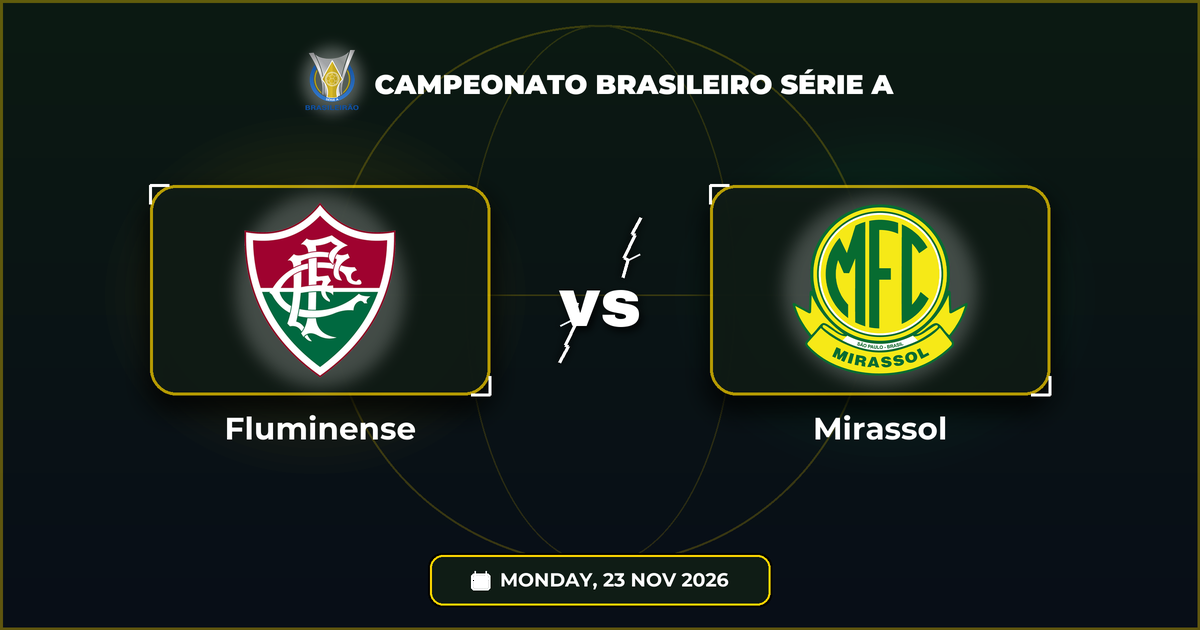 CAMPEONATO BRASILEIRO SÉRIE A
VS
MFC
SÃO PAULO - BRASIL
MIRASSOL
Fluminense
Mirassol
MONDAY, 23 NOV 2026